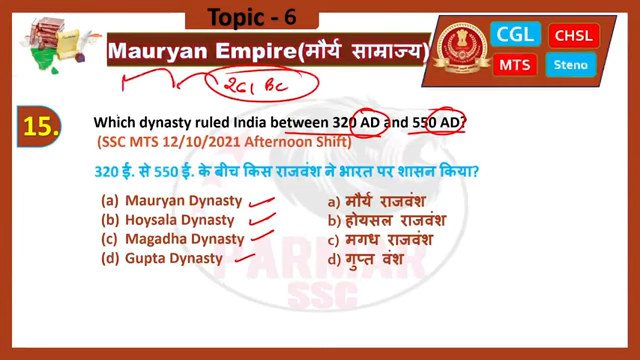 Topic - 6
Mauryan Empire(मौर्य सामाज्य)
CGL
CHSL
MTS
Steno
261 BC
15.
Which dynasty ruled India between 320 AD and 550 AD?
(SSC MTS 12/10/2021 Afternoon Shift)
320 ई. से 550 ई. के बीच किस राजवंश ने भारत पर शासन किया?
(a) Mauryan Dynasty
(b) Hoysala Dynasty
(c) Magadha Dynasty
(d) Gupta Dynasty
a) मौर्य राजवंश
b) होयसल राजवंश
c) मगध राजवंश
d) गुप्त वंश
PARMAR
SSC